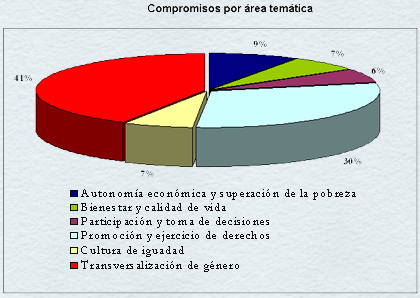 Compromisos por área temática
9%
7%
6%
41%
30%
7%
Autonomía económica y superación de la pobreza
Bienestar y calidad de vida
Participación y toma de decisiones
Promoción y ejercicio de derechos
Cultura de iguadad
Transversalización de género